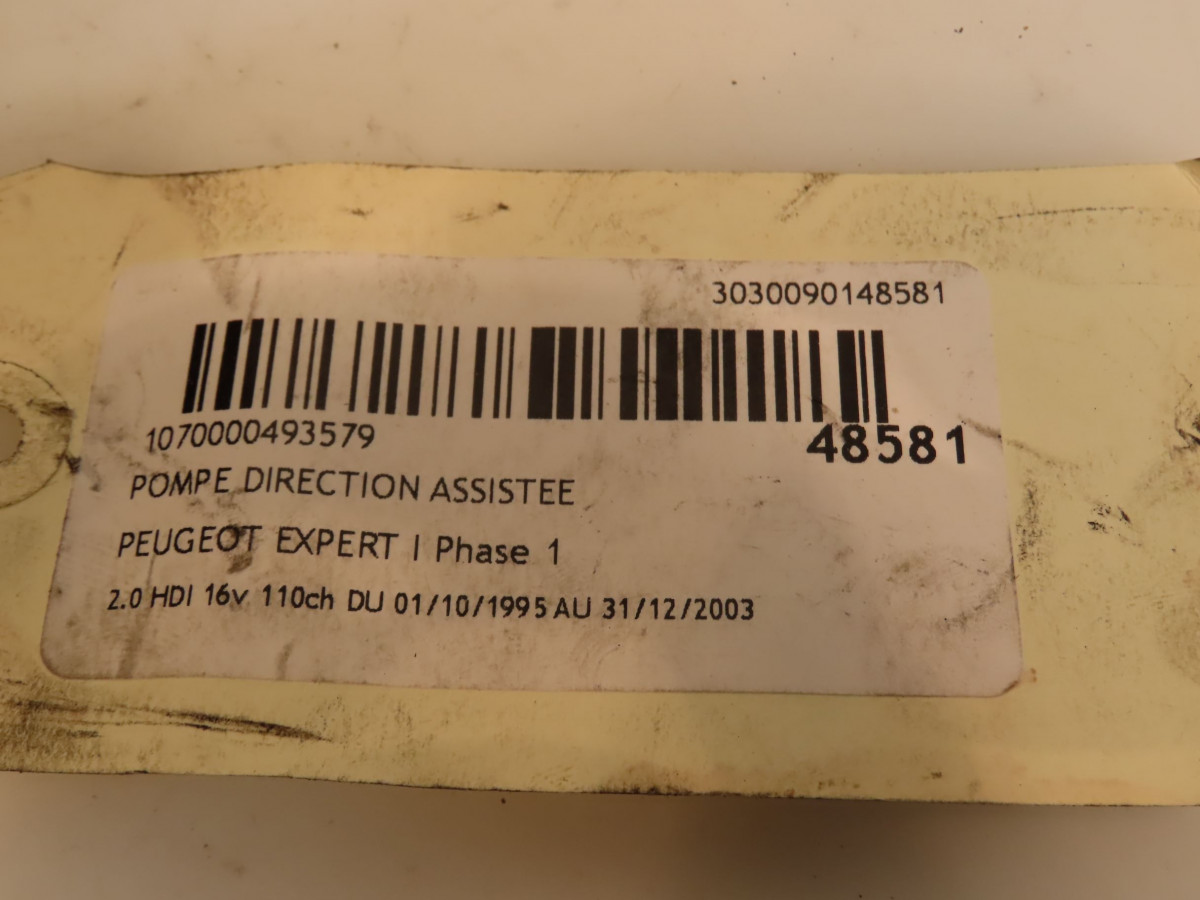 3030090148581
1070000493579
48581
POMPE DIRECTION ASSISTEE
PEUGEOT EXPERT I Phase 1
2.0 HDI 16v 110ch DU 01/10/1995 AU 31/12/2003